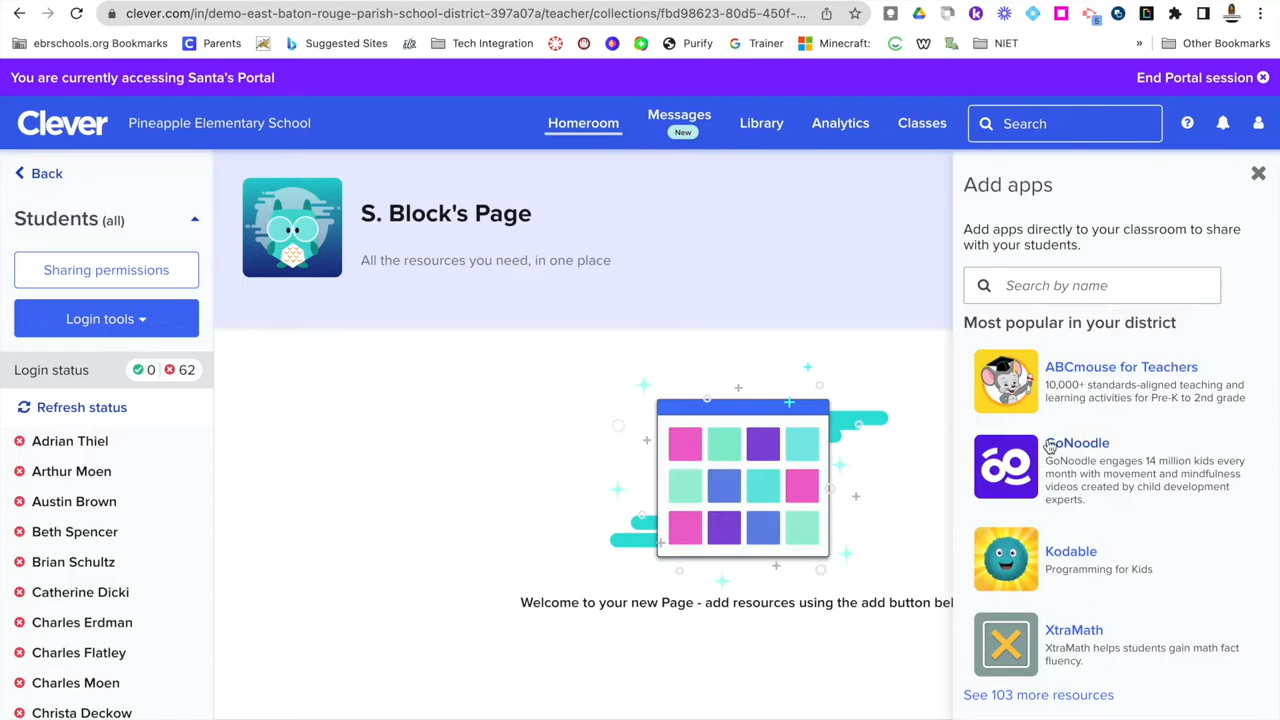 clever.com/in/demo-east-baton-rouge-parish-school-district-397a07a/teacher/collections/fbd98623-80d5-450f-...
5
ebrschools.org Bookmarks
Parents
Suggested Sites
Tech Integration
Purify
Trainer
Minecraft:
NIET
»
Other Bookmarks
You are currently accessing Santa's Portal
End Portal session
Clever
Pineapple Elementary School
Homeroom
Messages
New
Library
Analytics
Classes
Search
Back
Students (all)
Sharing permissions
Login tools
Login status
0
62
Refresh status
Adrian Thiel
Arthur Moen
Austin Brown
Beth Spencer
Brian Schultz
Catherine Dicki
Charles Erdman
Charles Flatley
Charles Moen
Christa Deckow
S. Block's Page
All the resources you need, in one place
Welcome to your new Page - add resources using the add button bel
Add apps
Add apps directly to your classroom to share
with your students.
Search by name
Most popular in your district
ABCmouse for Teachers
10,000+ standards-aligned teaching and
learning activities for Pre-K to 2nd grade
GoNoodle
GoNoodle engages 14 million kids every
month with movement and mindfulness
videos created by child development
experts.
Kodable
Programming for Kids
XtraMath
XtraMath helps students gain math fact
fluency.
See 103 more resources